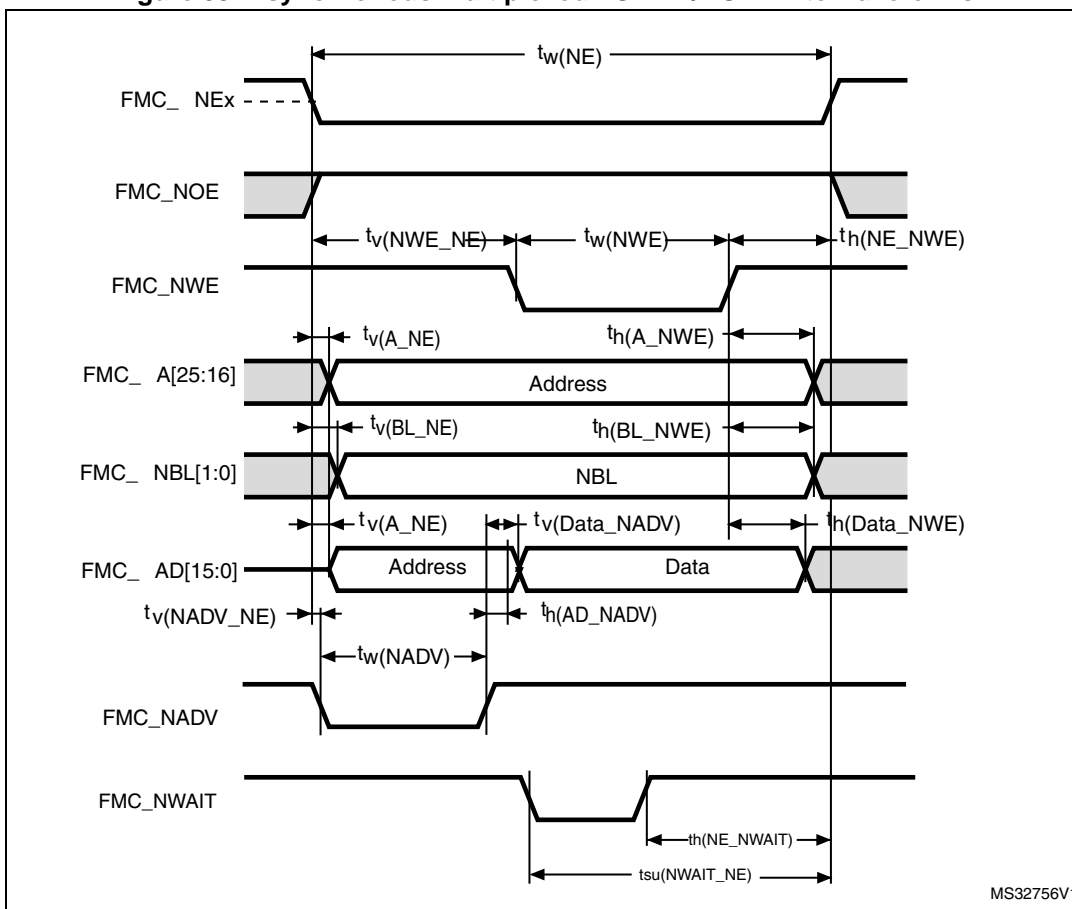 tw(NE)
FMC_ NEx
FMC_NOE
tv(NWE_NE)
tw(NWE)
th(NE_NWE)
FMC_NWE
tv(A_NE)
th(A_NWE)
FMC_ A[25:16]
Address
tv(BL_NE)
th(BL_NWE)
FMC_ NBL[1:0]
NBL
tv(A_NE)
tv(Data_NADV)
th(Data_NWE)
FMC_ AD[15:0]
Address
Data
tv(NADV_NE)
th(AD_NADV)
tw(NADV)
FMC_NADV
FMC_NWAIT
th(NE_NWAIT)
tsu(NWAIT_NE)